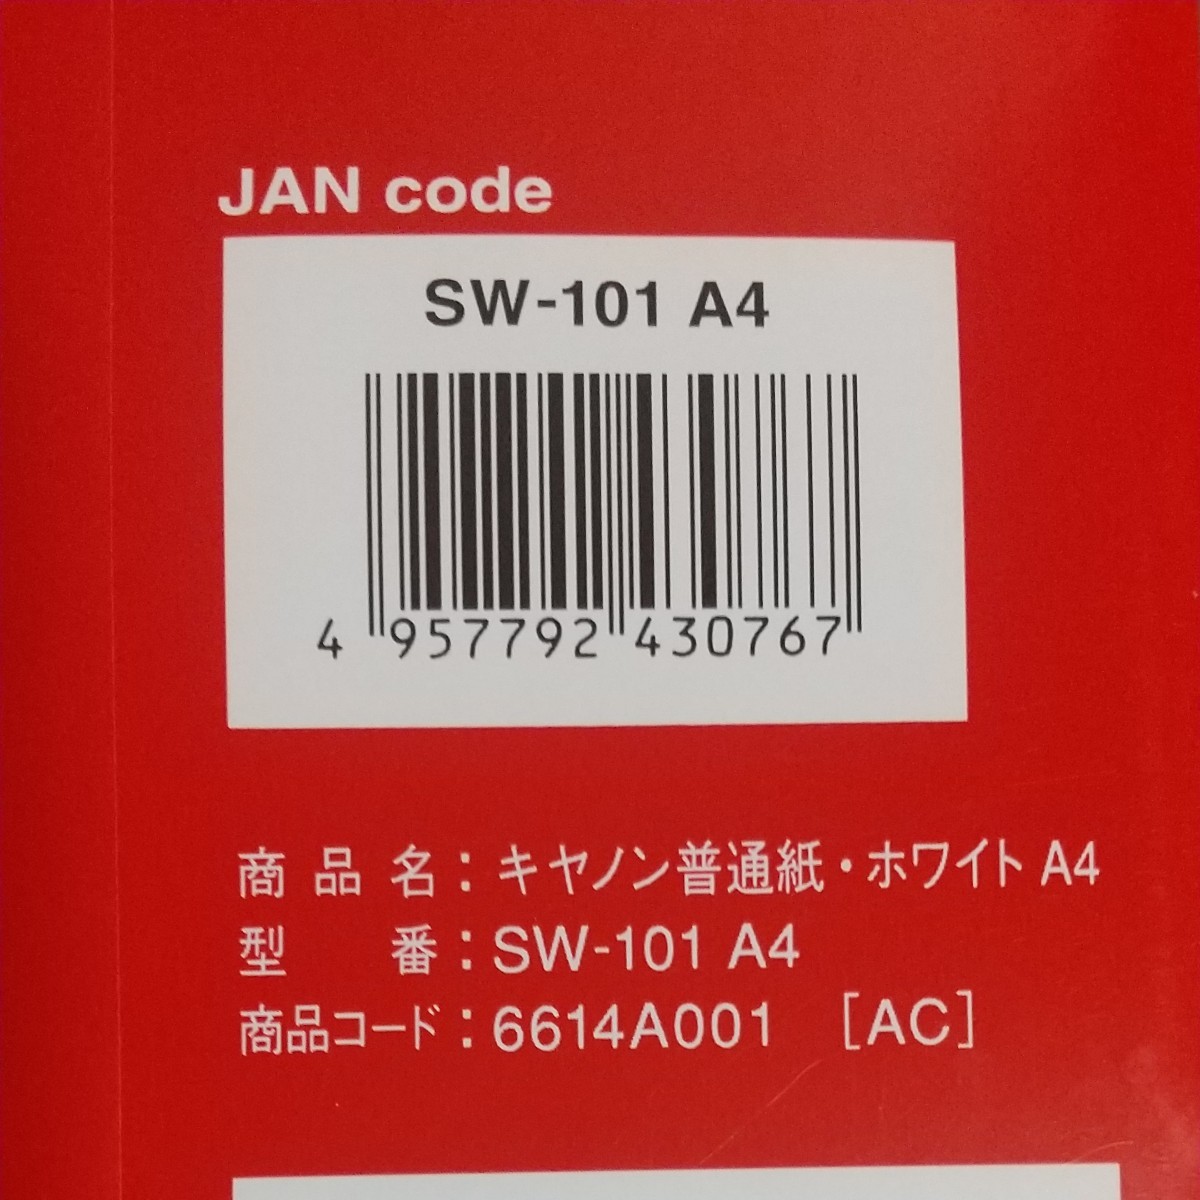 JAN code
SW-101 A4
4 957792 430767
商品名：キヤノン普通紙・ホワイト A4
型番：SW-101 A4
商品コード：6614A001 [AC]